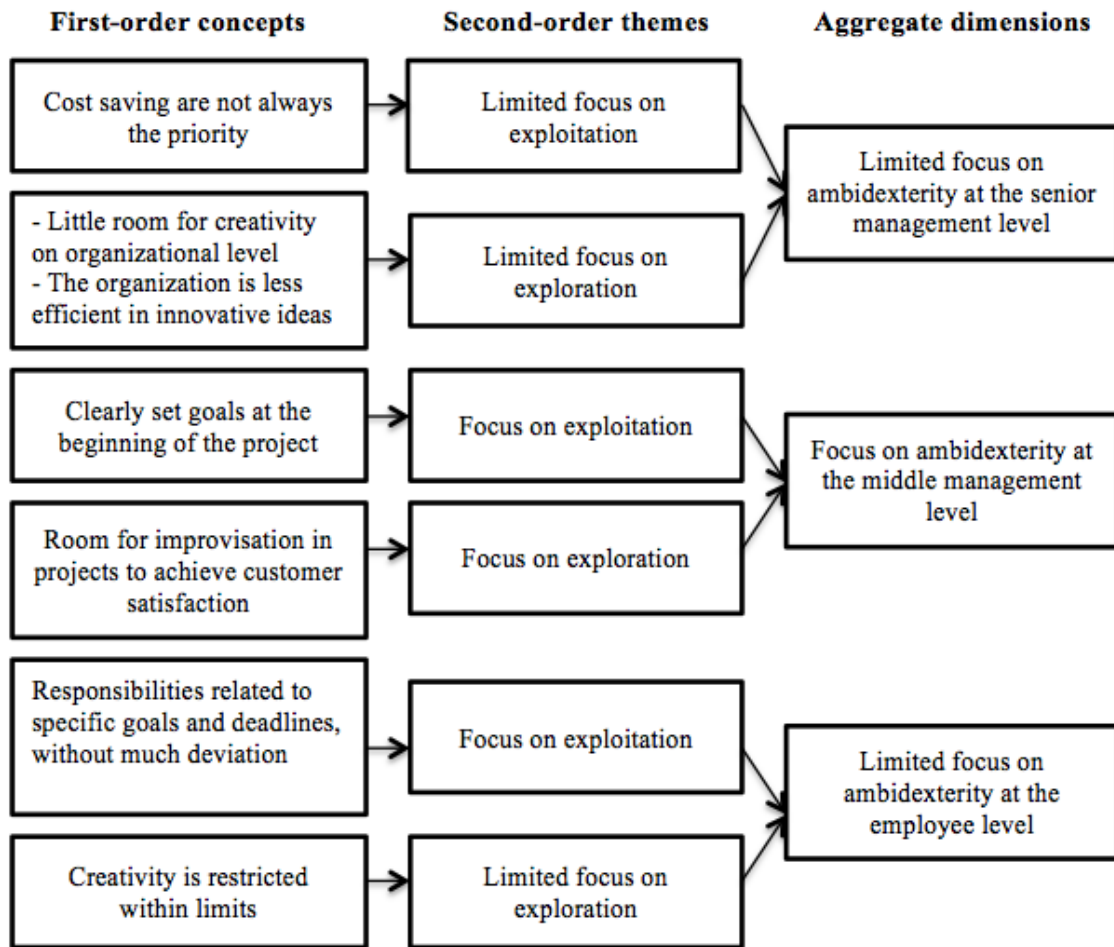 First-order concepts
Second-order themes
Aggregate dimensions
Cost saving are not always
the priority
Limited focus on
exploitation
Limited focus on
ambidexterity at the senior
management level
- Little room for creativity
on organizational level
- The organization is less
efficient in innovative ideas
Limited focus on
exploration
Clearly set goals at the
beginning of the project
Focus on exploitation
Focus on ambidexterity at
the middle management
level
Room for improvisation in
projects to achieve customer
satisfaction
Focus on exploration
Responsibilities related to
specific goals and deadlines,
without much deviation
Focus on exploitation
Limited focus on
ambidexterity at the
employee level
Creativity is restricted
within limits
Limited focus on
exploration